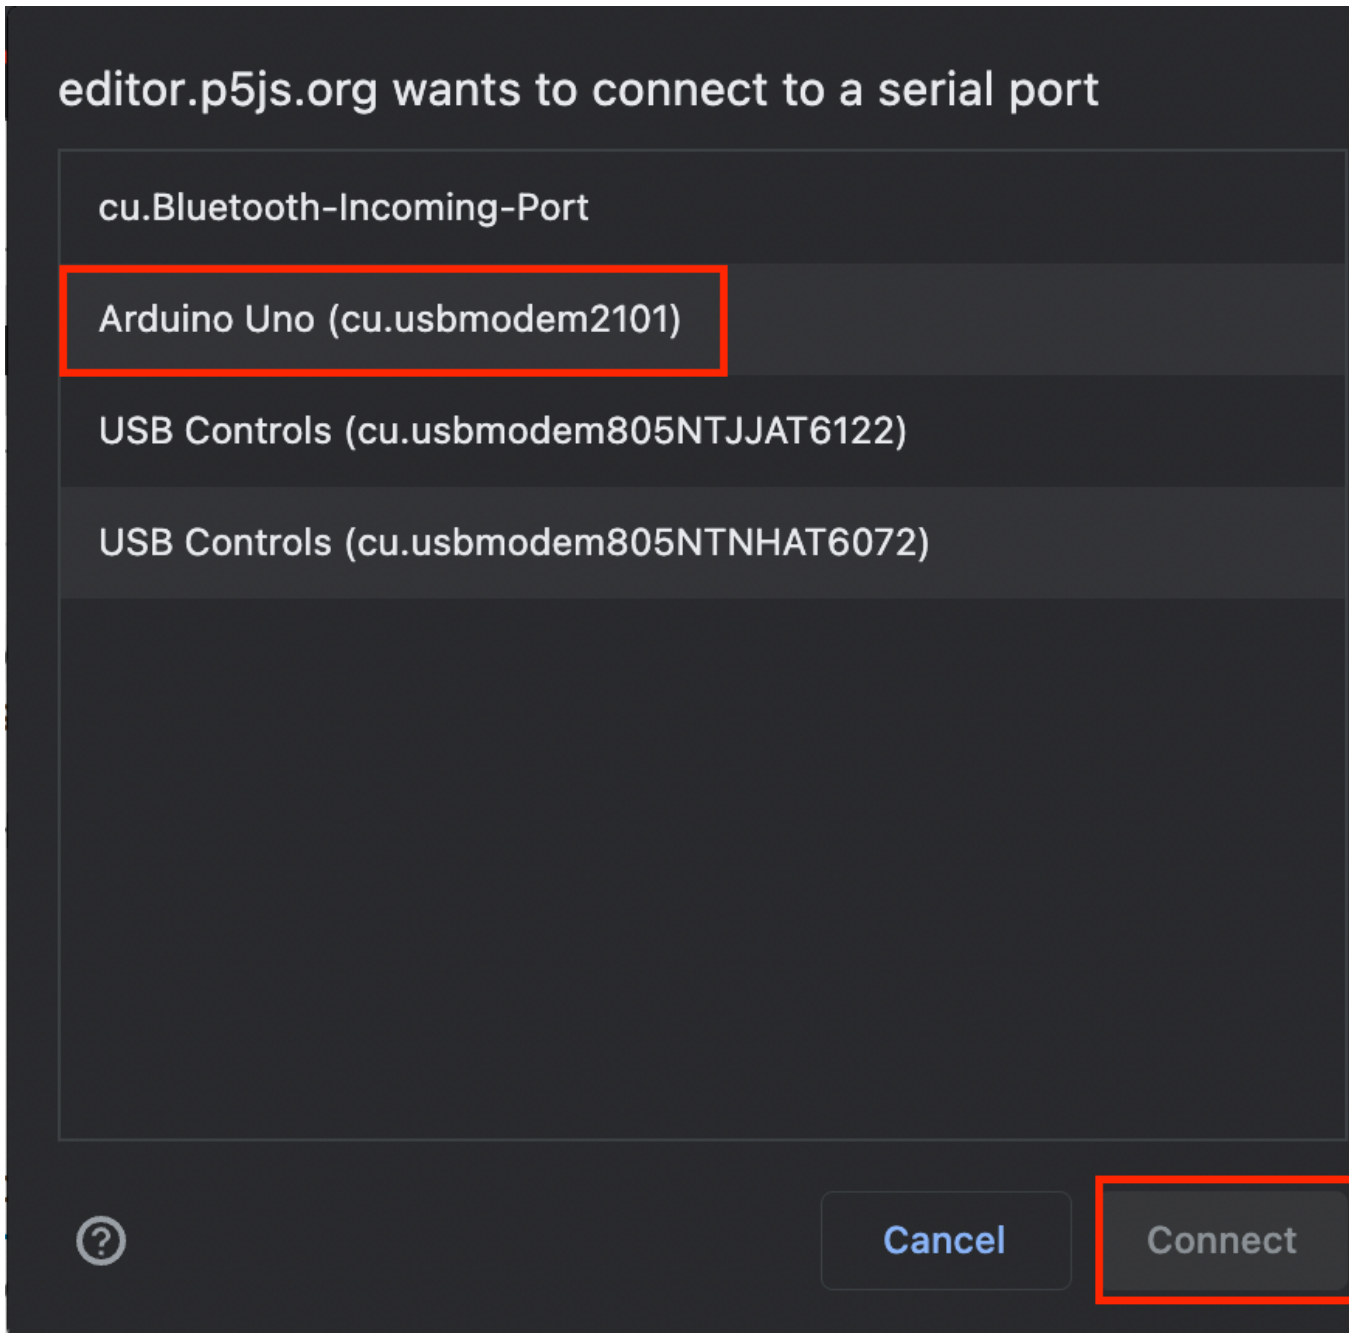 editor.p5js.org wants to connect to a serial port
cu.Bluetooth-Incoming-Port
Arduino Uno (cu.usbmodem2101)
USB Controls (cu.usbmodem805NTJJAT6122)
USB Controls (cu.usbmodem805NTNHAT6072)
?
Cancel
Connect